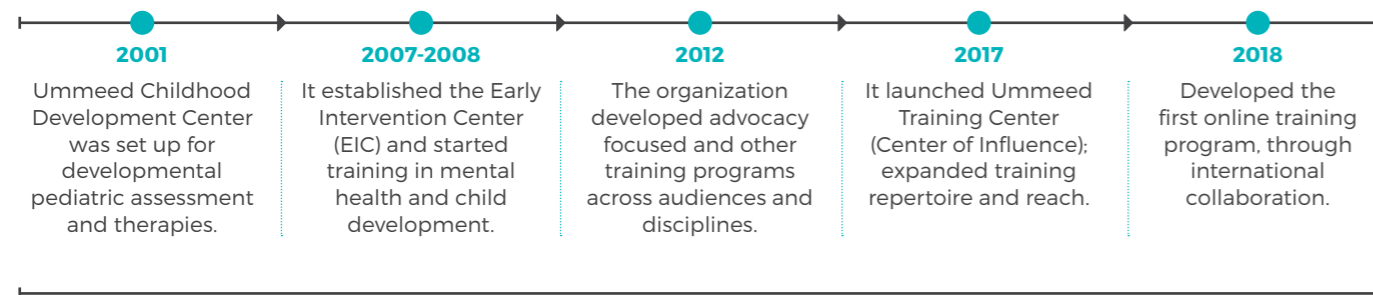 2001
Ummeed Childhood
Development Center
was set up for
developmental
pediatric assessment
and therapies.
2007-2008
It established the Early
Intervention Center
(EIC) and started
training in mental
health and child
development.
2012
The organization
developed advocacy
focused and other
training programs
across audiences and
disciplines.
2017
It launched Ummeed
Training Center
(Center of Influence);
expanded training
repertoire and reach.
2018
Developed the
first online training
program, through
international
collaboration.